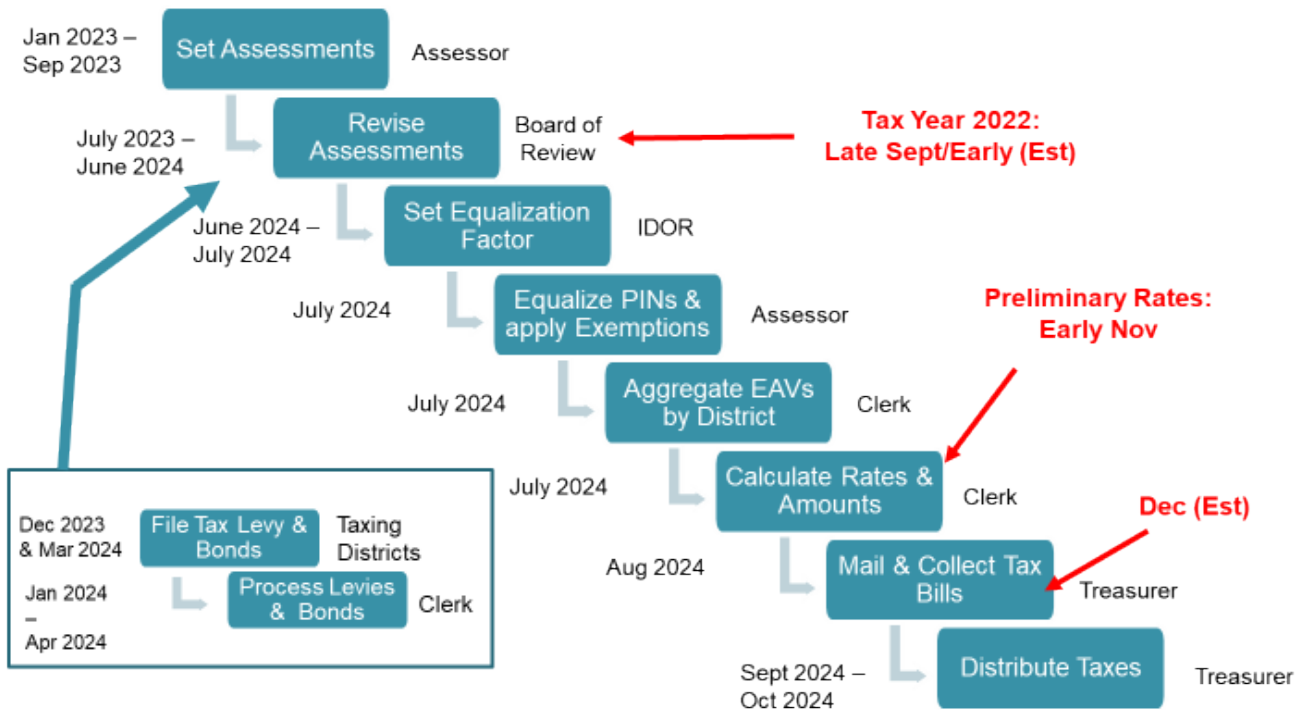 Jan 2023 –
Sep 2023
Set Assessments
Assessor
July 2023 –
June 2024
Revise
Assessments
Board of
Review
Tax Year 2022:
Late Sept/Early (Est)
June 2024 –
July 2024
Set Equalization
Factor
IDOR
July 2024
Equalize PINs &
apply Exemptions
Assessor
Preliminary Rates:
Early Nov
July 2024
Aggregate EAVs
by District
Clerk
July 2024
Calculate Rates &
Amounts
Clerk
Dec (Est)
Aug 2024
Mail & Collect Tax
Bills
Treasurer
Sept 2024 –
Oct 2024
Distribute Taxes
Treasurer
Dec 2023
& Mar 2024
File Tax Levy &
Bonds
Taxing
Districts
Jan 2024
–
Apr 2024
Process Levies
& Bonds
Clerk